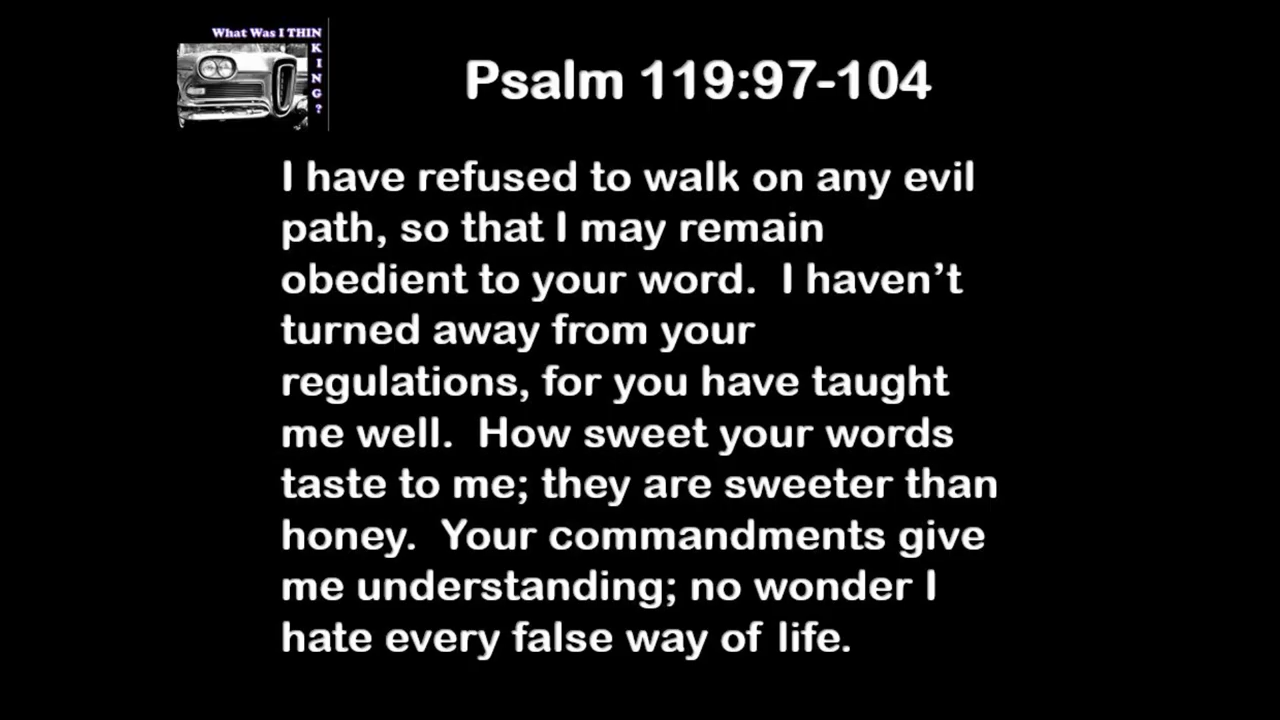 What Was I THINKING?
Psalm 119:97-104
I have refused to walk on any evil
path, so that I may remain
obedient to your word.  I haven’t
turned away from your
regulations, for you have taught
me well.  How sweet your words
taste to me; they are sweeter than
honey.  Your commandments give
me understanding; no wonder I
hate every false way of life.